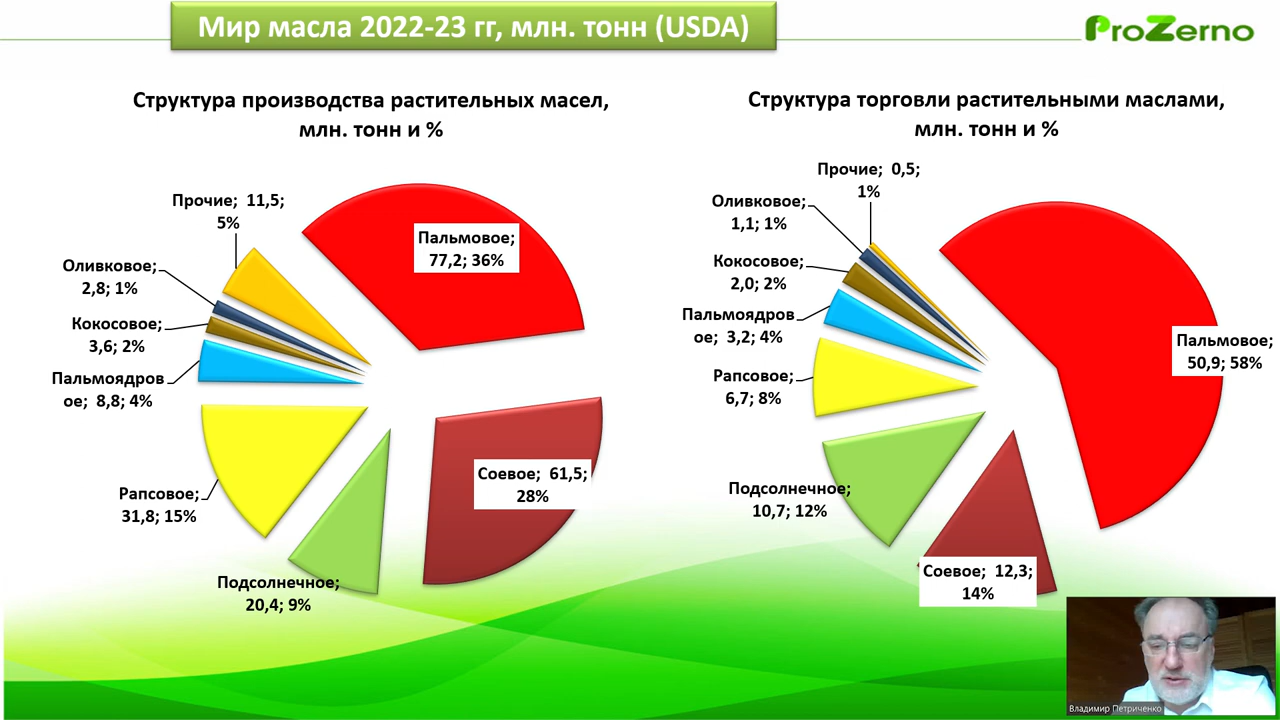 Мир масла 2022-23 гг, млн. тонн (USDA)
ProZerno
Структура производства растительных масел,
млн. тонн и %
Прочие; 11,5;
5%
Пальмовое;
77,2; 36%
Оливковое;
2,8; 1%
Кокосовое;
3,6; 2%
Пальмоядров
ое; 8,8; 4%
Рапсовое;
31,8; 15%
Подсолнечное;
20,4; 9%
Соевое; 61,5;
28%
Структура торговли растительными маслами,
млн. тонн и %
Прочие; 0,5;
1%
Оливковое;
1,1; 1%
Кокосовое;
2,0; 2%
Пальмоядров
ое; 3,2; 4%
Рапсовое;
6,7; 8%
Подсолнечное;
10,7; 12%
Соевое; 12,3;
14%
Пальмовое;
50,9; 58%
Владимир Петриченко